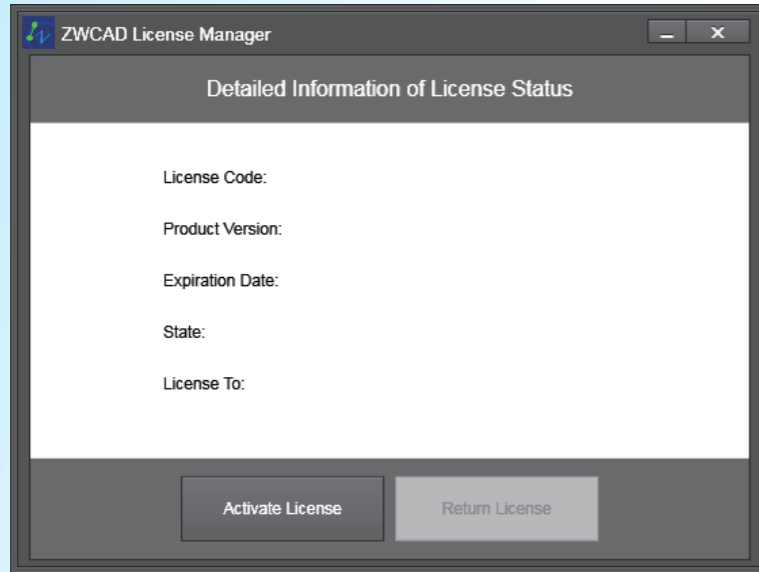 ZWCAD License Manager
Detailed Information of License Status
License Code:
Product Version:
Expiration Date:
State:
License To:
Activate License
Return License